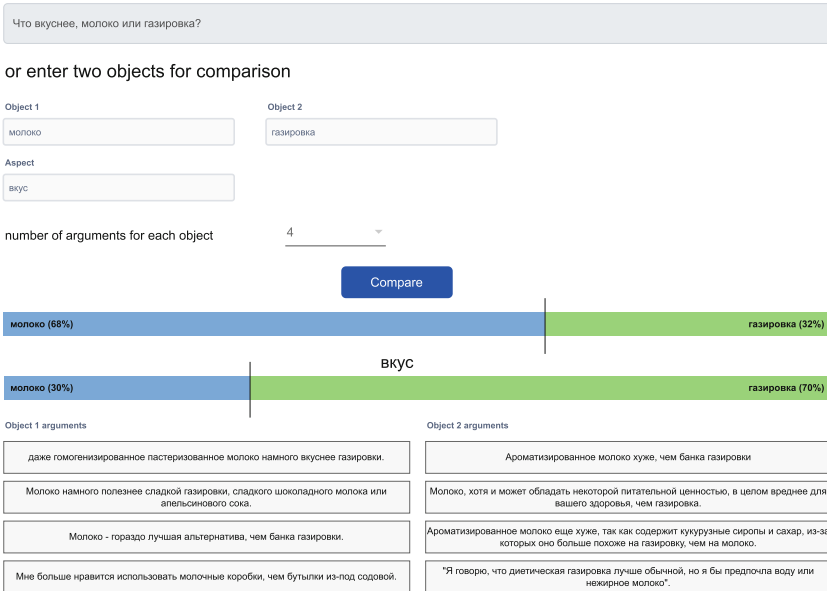 Что вкуснее, молоко или газировка?
or enter two objects for comparison
Object 1
Object 2
молоко
газировка
Aspect
вкус
number of arguments for each object
4
Compare
молоко (68%)
газировка (32%)
вкус
молоко (30%)
газировка (70%)
Object 1 arguments
Object 2 arguments
даже гомогенизированное пастеризованное молоко намного вкуснее газировки.
Ароматизированное молоко хуже, чем банка газировки
Молоко намного полезнее сладкой газировки, сладкого шоколадного молока или
апельсинового сока.
Молоко, хотя и может обладать некоторой питательной ценностью, в целом вреднее для
вашего здоровья, чем газировка.
Молоко - гораздо лучшая альтернатива, чем банка газировки.
Ароматизированное молоко еще хуже, так как содержит кукурузные сиропы и сахар, из-за
которых оно больше похоже на газировку, чем на молоко.
Мне больше нравится использовать молочные коробки, чем бутылки из-под содовой.
"Я говорю, что диетическая газировка лучше обычной, но я бы предпочла воду или
нежирное молоко".